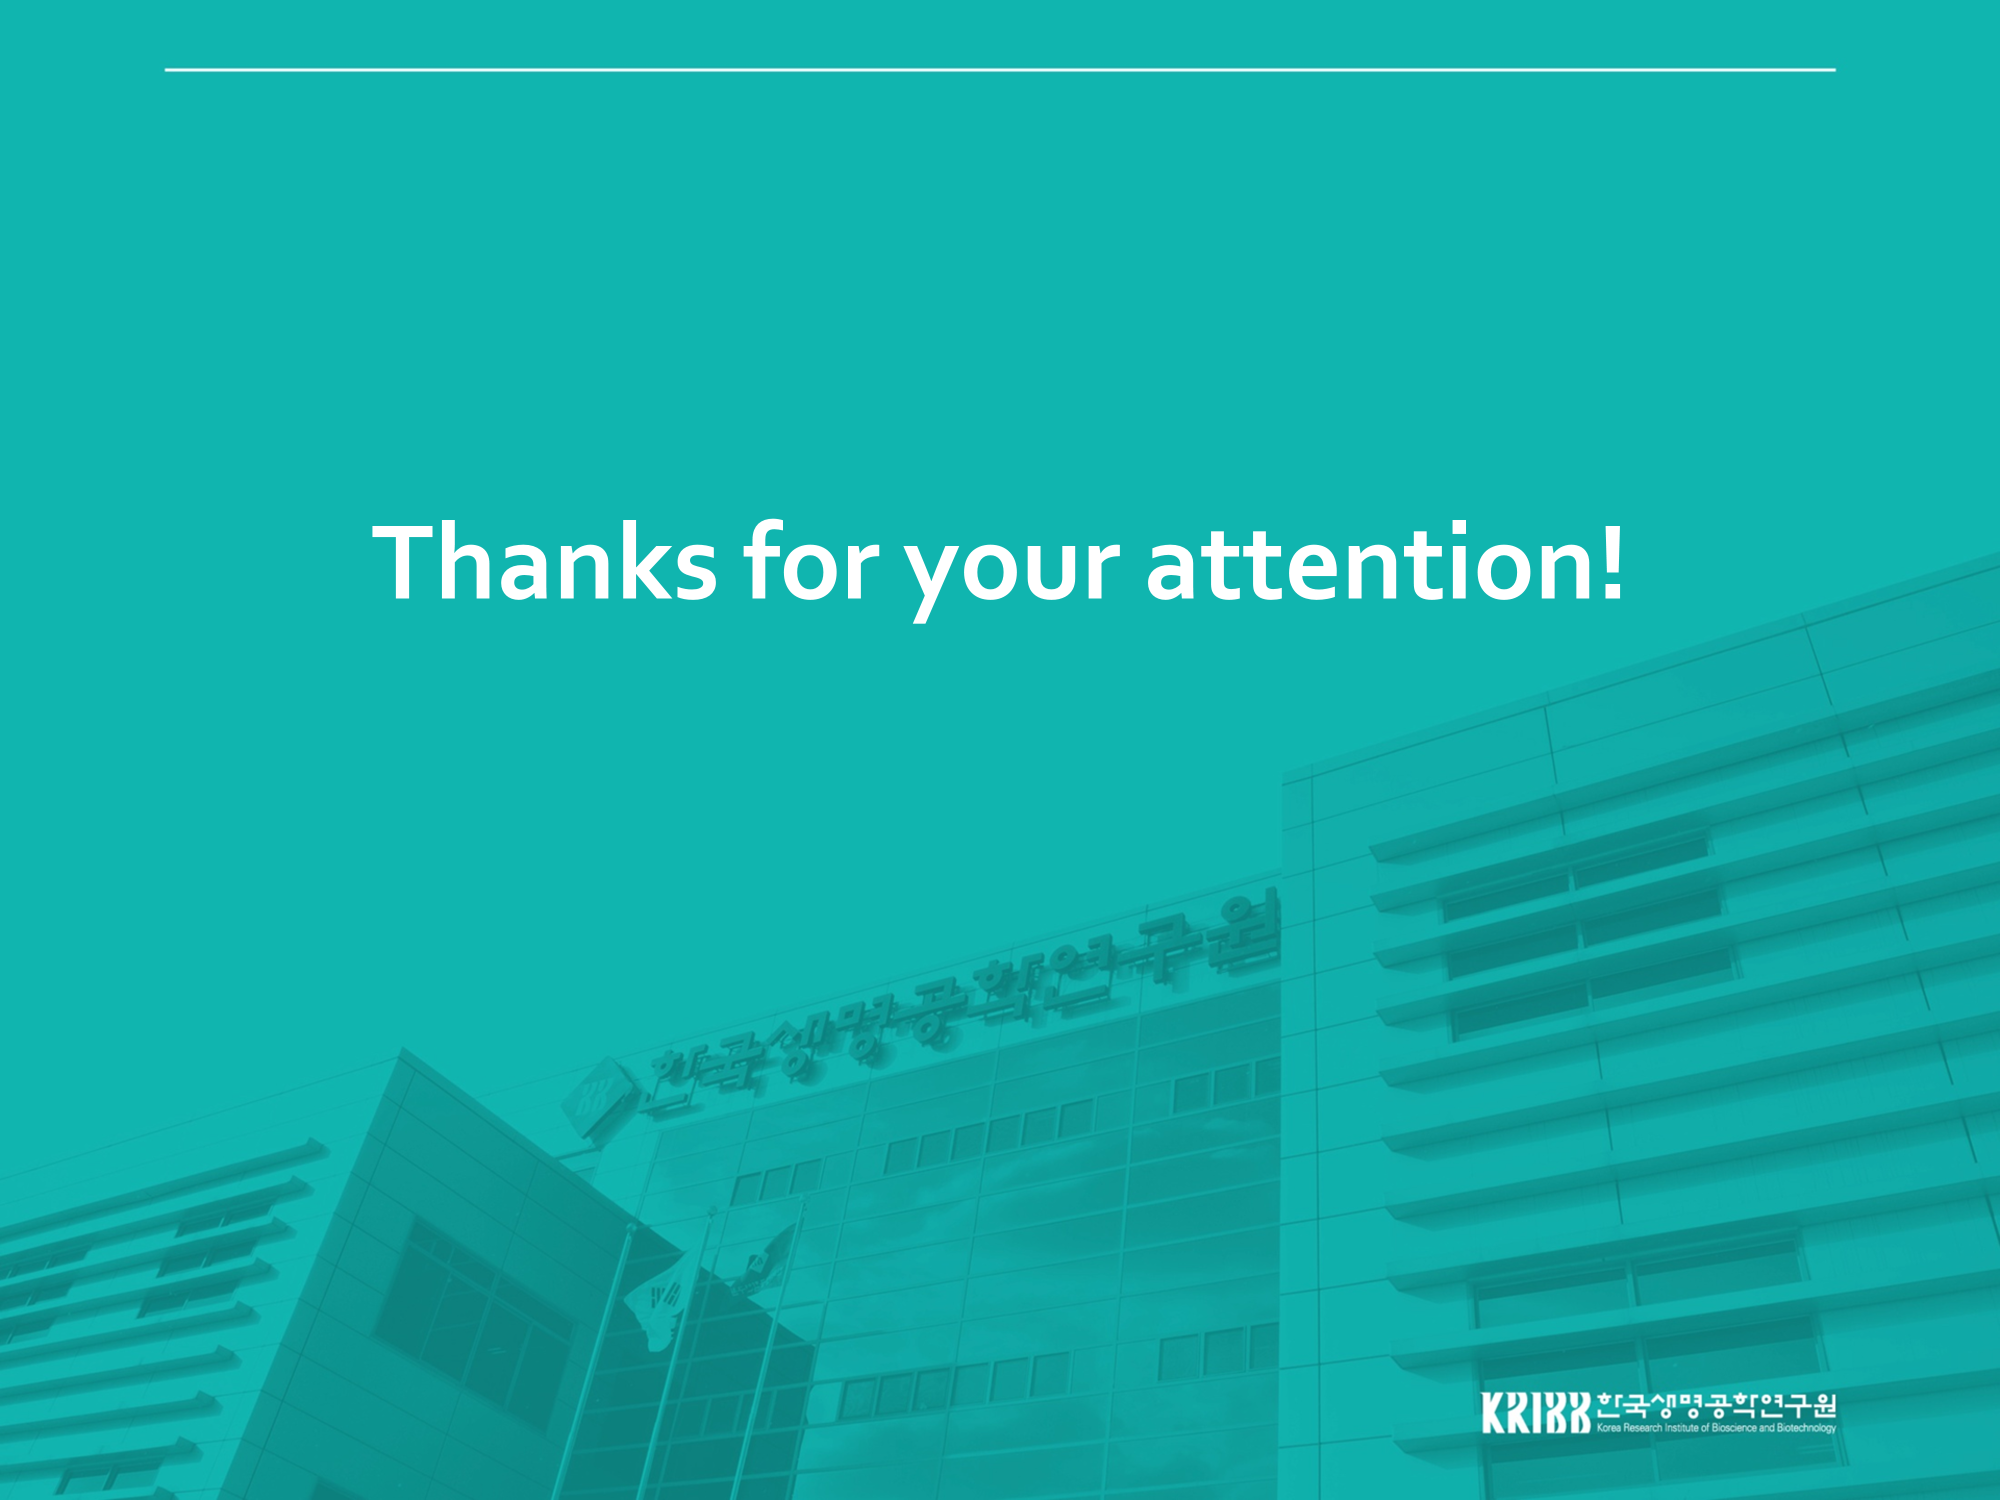 Thanks for your attention!
한국생명공학연구원
KRIBB 한국생명공학연구원
Korea Research Institute of Bioscience and Biotechnology